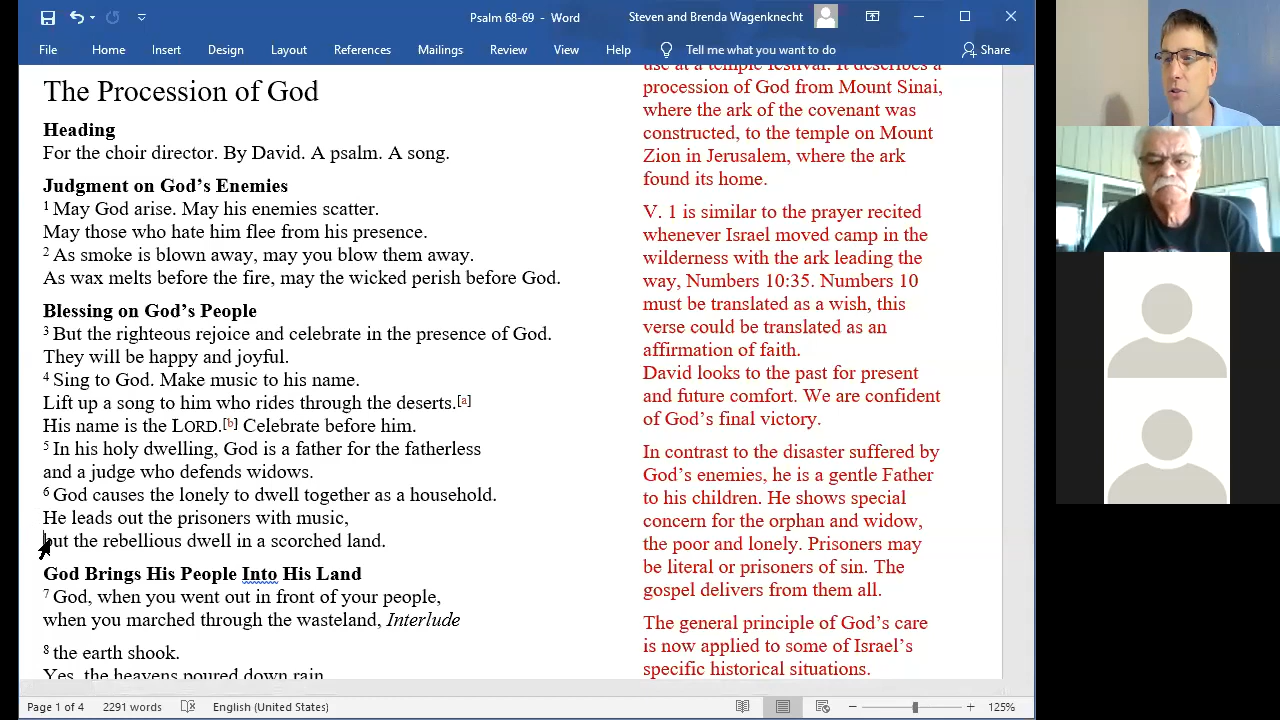 Psalm 68-69 - Word
Steven and Brenda Wagenknecht
File Home Insert Design Layout References Mailings Review View Help Tell me what you want to do Share
The Procession of God
Heading
For the choir director. By David. A psalm. A song.
Judgment on God's Enemies
1 May God arise. May his enemies scatter.
May those who hate him flee from his presence.
2 As smoke is blown away, may you blow them away.
As wax melts before the fire, may the wicked perish before God.
Blessing on God's People
3 But the righteous rejoice and celebrate in the presence of God.
They will be happy and joyful.
4 Sing to God. Make music to his name.
Lift up a song to him who rides through the deserts.[a]
His name is the LORD.[b] Celebrate before him.
5 In his holy dwelling, God is a father for the fatherless
and a judge who defends widows.
6 God causes the lonely to dwell together as a household.
He leads out the prisoners with music,
but the rebellious dwell in a scorched land.
God Brings His People Into His Land
7 God, when you went out in front of your people,
when you marched through the wasteland, Interlude
8 the earth shook.
Yes, the heavens poured down rain
use at a temple festival. It describes a
procession of God from Mount Sinai,
where the ark of the covenant was
constructed, to the temple on Mount
Zion in Jerusalem, where the ark
found its home.
V. 1 is similar to the prayer recited
whenever Israel moved camp in the
wilderness with the ark leading the
way, Numbers 10:35. Numbers 10
must be translated as a wish, this
verse could be translated as an
affirmation of faith.
David looks to the past for present
and future comfort. We are confident
of God's final victory.
In contrast to the disaster suffered by
God's enemies, he is a gentle Father
to his children. He shows special
concern for the orphan and widow,
the poor and lonely. Prisoners may
be literal or prisoners of sin. The
gospel delivers from them all.
The general principle of God's care
is now applied to some of Israel's
specific historical situations.
Page 1 of 4 2291 words English (United States) 125%